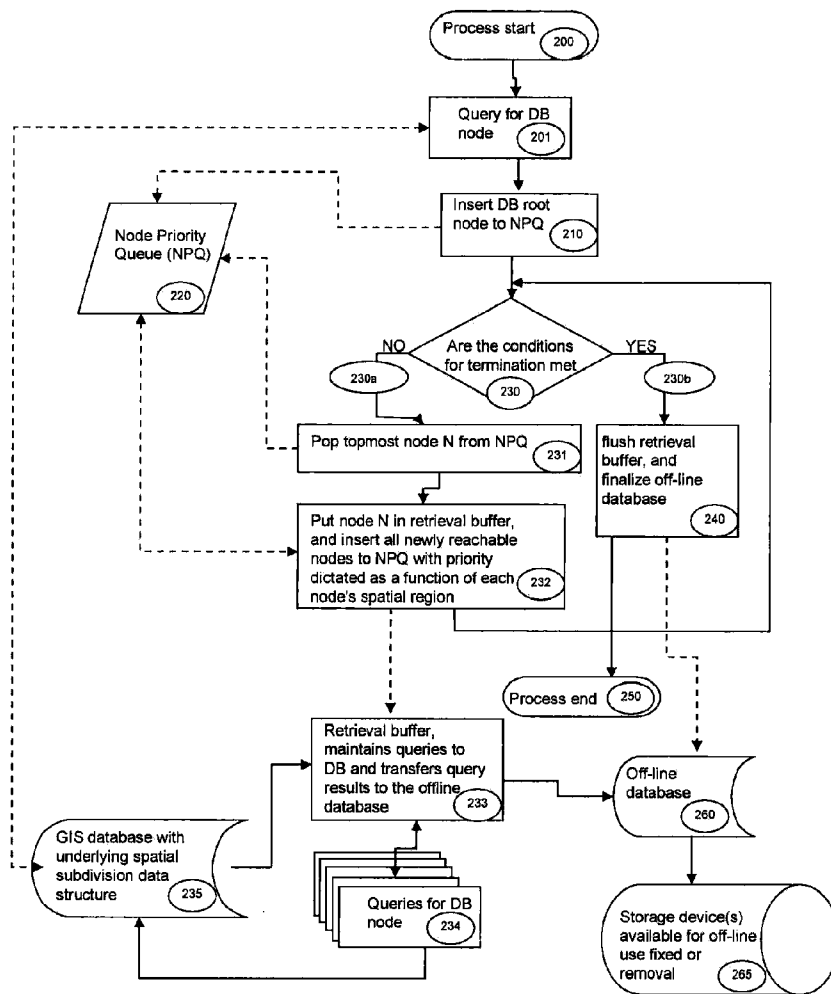 Process start
200
Query for DB
node
201
Insert DB root
node to NPQ
210
Node Priority
Queue (NPQ)
220
NO
YES
Are the conditions
for termination met
230
230a
230b
Pop topmost node N from NPQ
231
flush retrieval
buffer, and
finalize off-line
database
240
Put node N in retrieval buffer,
and insert all newly reachable
nodes to NPQ with priority
dictated as a function of each
node's spatial region
232
Process end
250
Retrieval buffer,
maintains queries to
DB and transfers query
results to the offline
database
233
Off-line
database
260
GIS database with
underlying spatial
subdivision data
structure
235
Queries for DB
node
234
Storage device(s)
available for off-line
use fixed or
removal
265